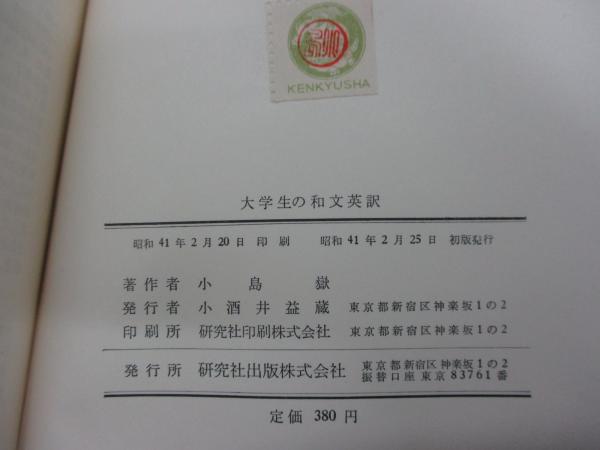 KENKYUSHA
大学生の和文英訳
昭和 41 年 2 月 20 日 印 刷 昭和 41 年 2 月 25 日 初版発行
著作者 小島嶽
発行者 小酒井益蔵 東京都新宿区神楽坂1の2
印刷所 研究社印刷株式会社 東京都新宿区神楽坂1の2
発行所 研究社出版株式会社 東京都新宿区神楽坂1の2
振替口座 東京 83761 番
定価 380 円